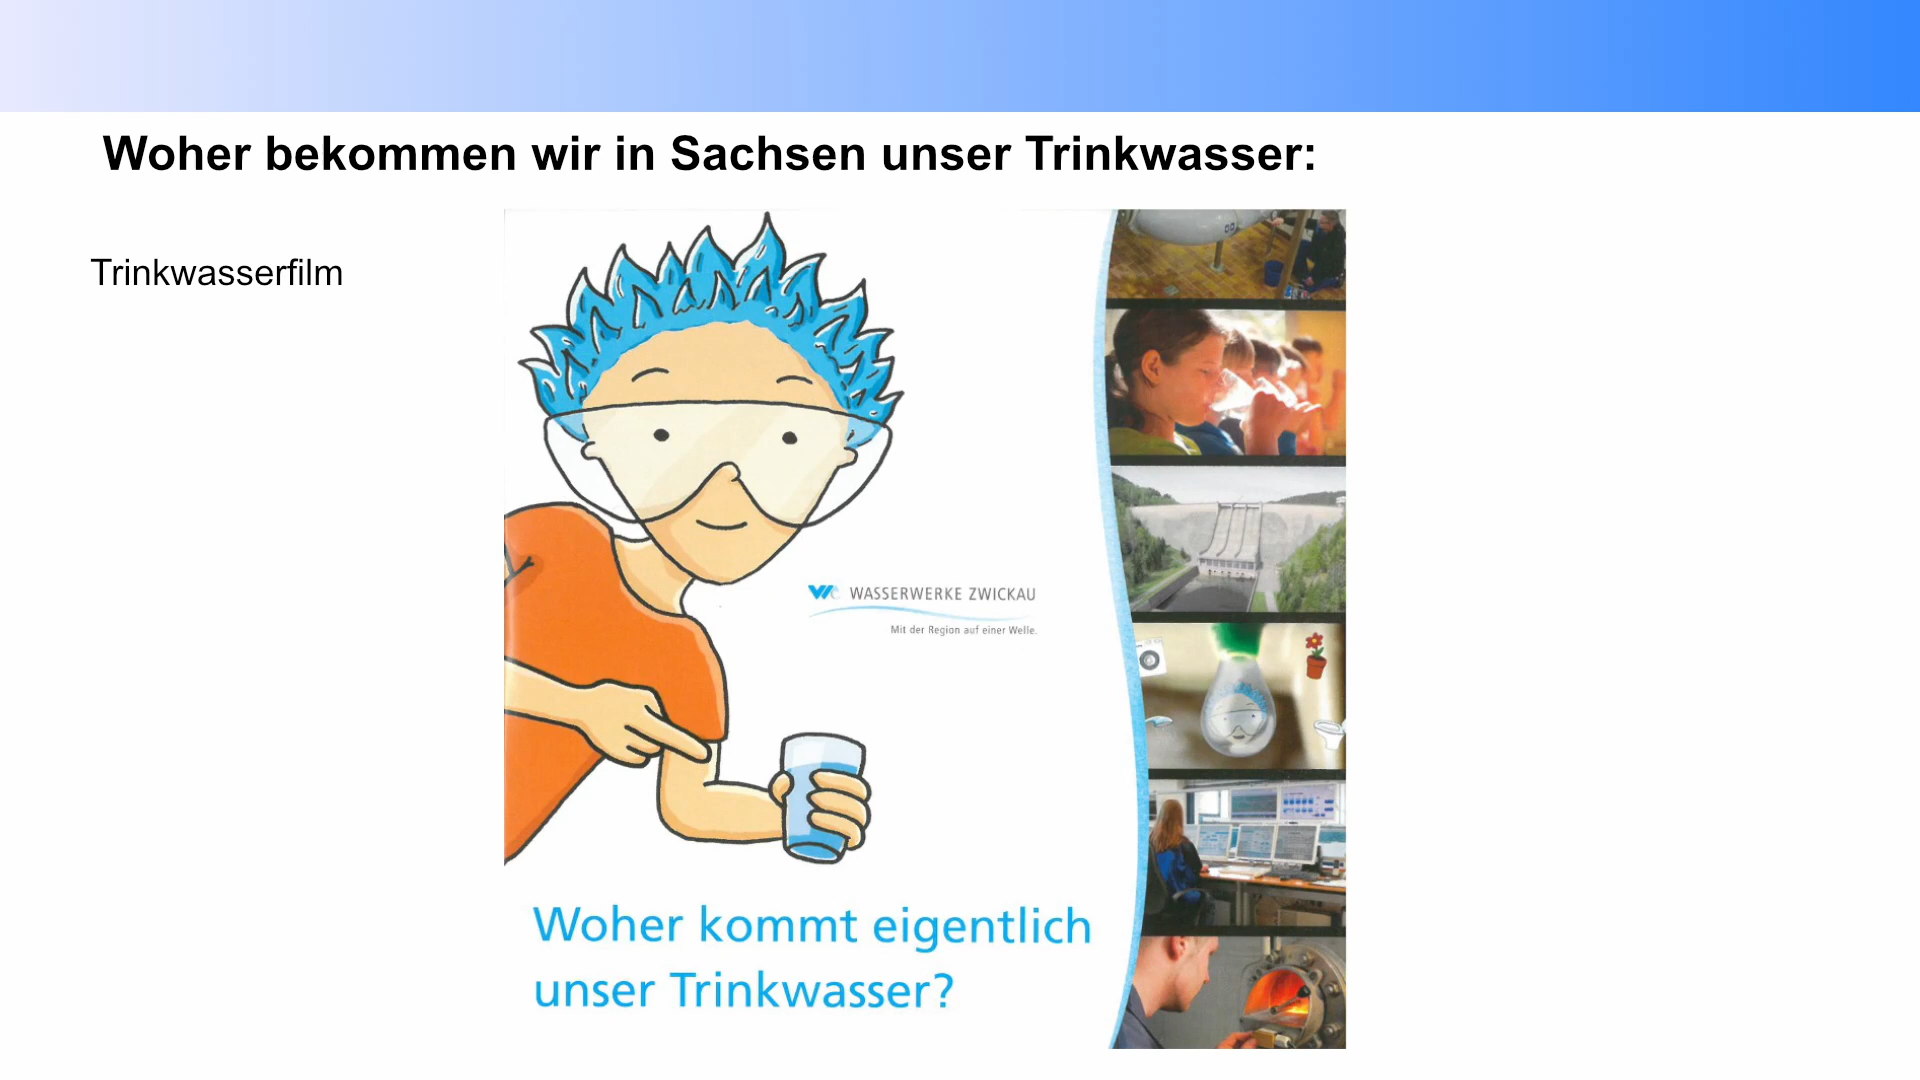 Woher bekommen wir in Sachsen unser Trinkwasser:
Trinkwasserfilm
WASSERWERKE ZWICKAU
Mit der Region auf einer Welle.
Woher kommt eigentlich
unser Trinkwasser?